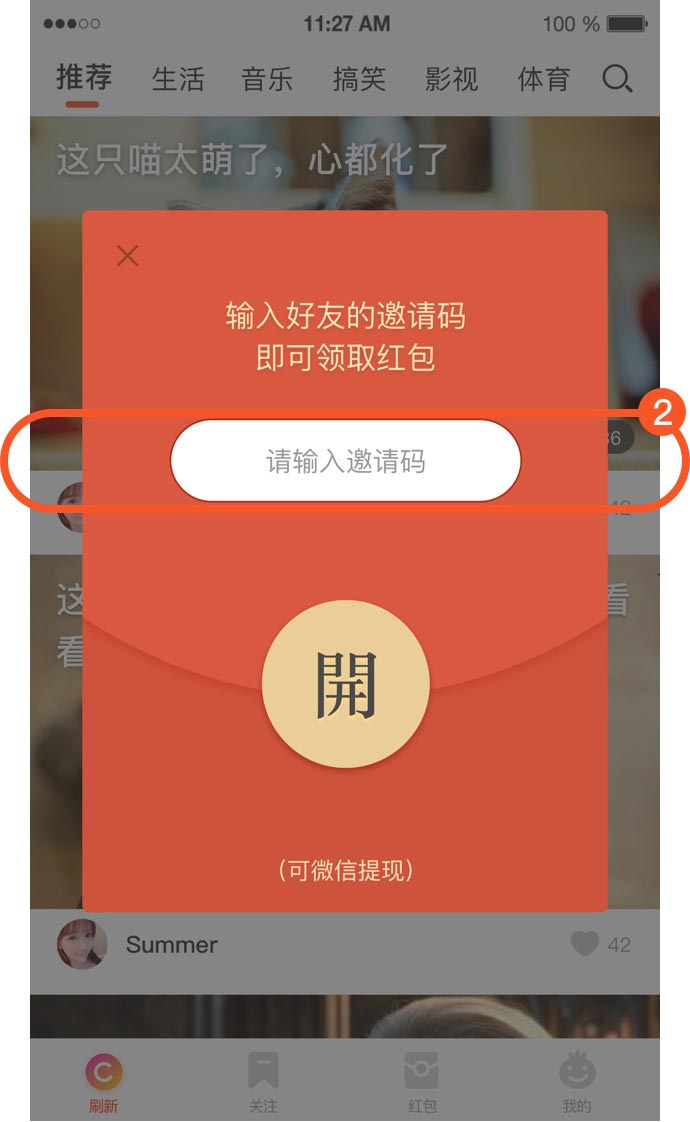 11:27 AM
100 %
推荐 生活 音乐 搞笑 影视 体育
这只喵太萌了，心都化了
输入好友的邀请码
即可领取红包
2
36
请输入邀请码
42
这
看
看
開
(可微信提现)
Summer
42
C
刷新 关注 红包 我的